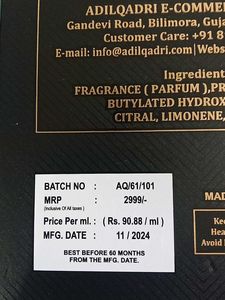 ADILQADRI E-COMMER
Gandevi Road, Bilimora, Guja
Customer Care: +91 8
E-mail: info@adilqadri.com|Webs
Ingredient
FRAGRANCE ( PARFUM ),PR
BUTYLATED HYDROX
CITRAL, LIMONENE,
BATCH NO : AQ/61/101
MRP : 2999/-
(Inclusive Of All taxes)
Price Per ml. : ( Rs. 90.88 / ml )
MFG. DATE : 11 / 2024
BEST BEFORE 60 MONTHS
FROM THE MFG. DATE.
MAD
Kee
Hea
Avoid